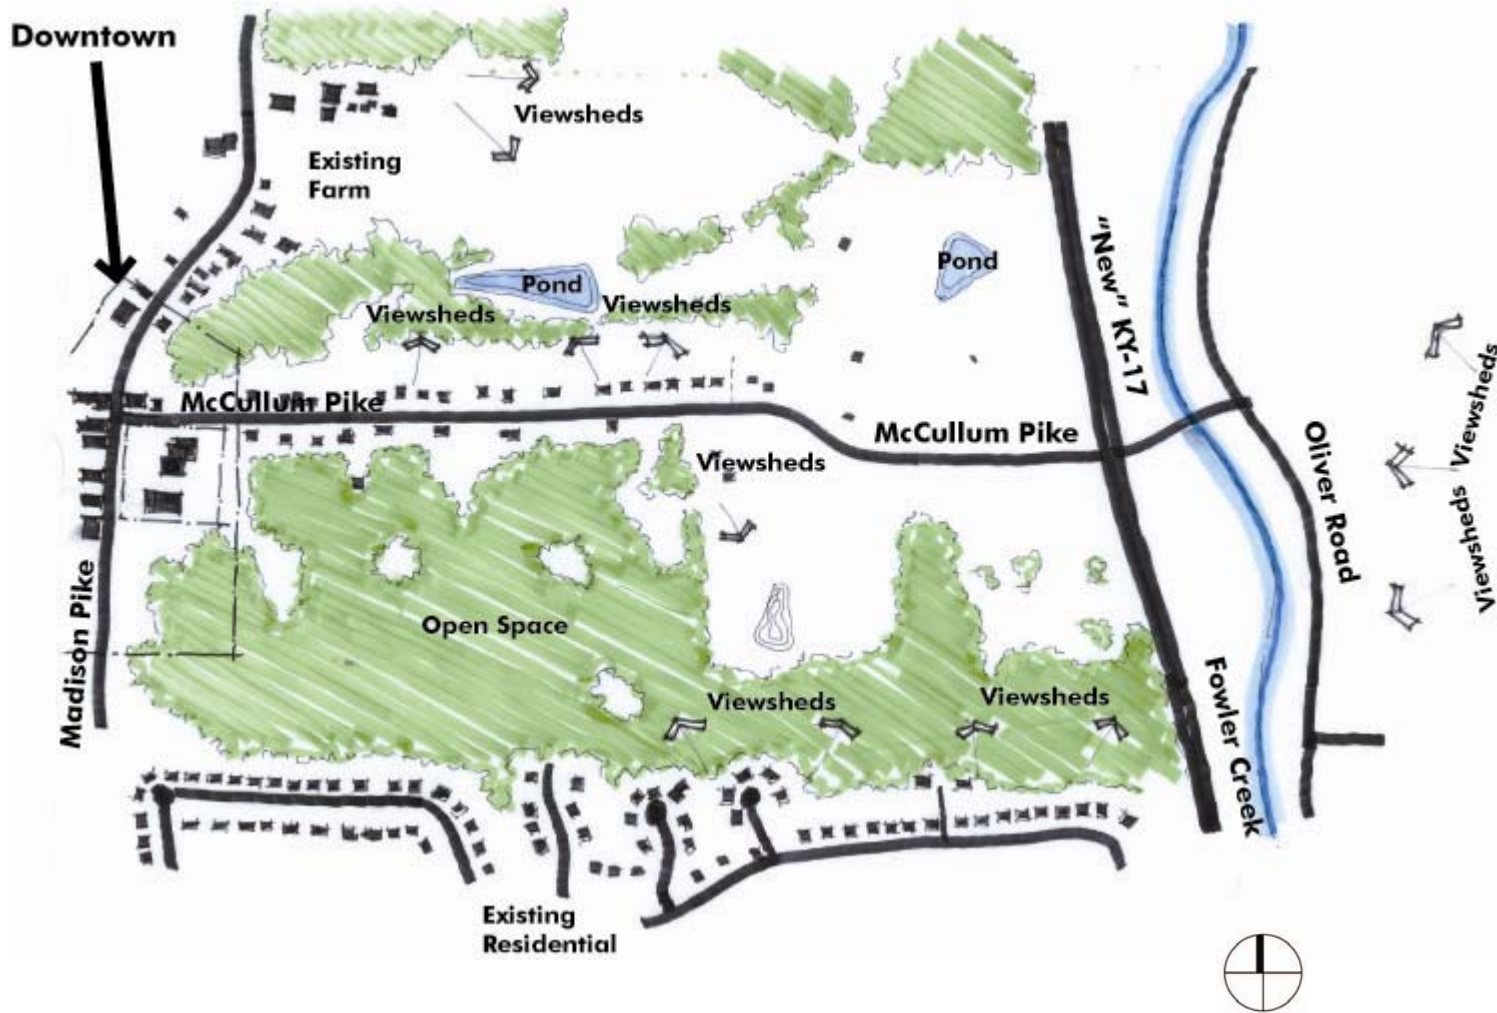 Downtown
Viewsheds
Existing
Farm
Pond
Pond
Viewsheds
Viewsheds
"New" KY-17
McCullum Pike
McCullum Pike
Viewsheds
Viewsheds
Viewsheds
Oliver Road
Madison Pike
Open Space
Viewsheds
Viewsheds
Fowler Creek
Existing
Residential